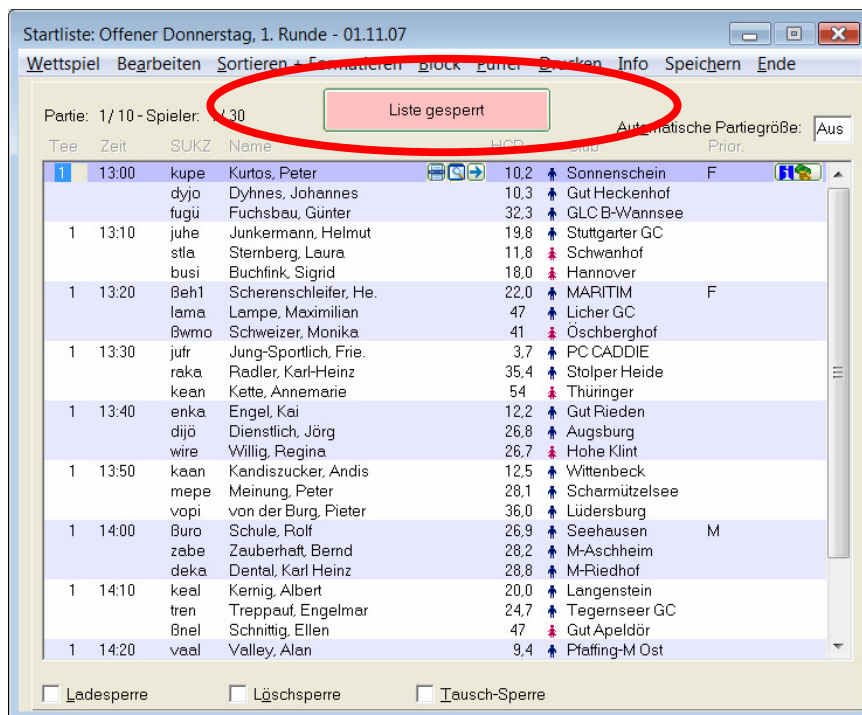 Startliste: Offener Donnerstag, 1. Runde - 01.11.07
Wettspiel Bearbeiten Sortieren + Formatieren Block Puffer Drucken Info Speichern Ende
Partie: 1/10 - Spieler: 1/30 Liste gesperrt
Automatische Partiegröße: Aus
Tee Zeit SUKZ Name HCP Club Prior.
1 13:00 kupe Kurtos, Peter 10,2 Sonnenschein F
dyjo Dyhnes, Johannes 10,3 Gut Heckenhof
fugü Fuchsbau, Günter 32,3 GLC B-Wannsee
1 13:10 juhe Junkermann, Helmut 19,8 Stuttgarter GC
stla Sternberg, Laura 11,8 Schwanhof
busi Buchfink, Sigrid 18,0 Hannover
1 13:20 ßeh1 Scherenschleifer, He. 22,0 MARITIM F
lama Lampe, Maximilian 47 Licher GC
ßwmo Schweizer, Monika 41 Öschberghof
1 13:30 jufr Jung-Sportlich, Frie. 3,7 PC CADDIE
raka Radler, Karl-Heinz 35,4 Stolper Heide
kean Kette, Annemarie 54 Thüringer
1 13:40 enka Engel, Kai 12,2 Gut Rieden
dijö Dienstlich, Jörg 26,8 Augsburg
wire Willig, Regina 26,7 Hohe Klint
1 13:50 kaan Kandiszucker, Andis 12,5 Wittenbeck
mepe Meinung, Peter 28,1 Scharmützelsee
vopi von der Burg, Pieter 36,0 Lüdersburg
1 14:00 ßuro Schule, Rolf 26,9 Seehausen M
zabe Zauberhaft, Bernd 28,2 M-Aschheim
deka Dental, Karl Heinz 28,8 M-Riedhof
1 14:10 keal Kernig, Albert 20,0 Langenstein
tren Treppauf, Engelmar 24,7 Tegernseer GC
ßnel Schnittig, Ellen 47 Gut Apeldör
1 14:20 vaal Valley, Alan 9,4 Pfaffing-M Ost
Ladesperre Löschsperre Tausch-Sperre